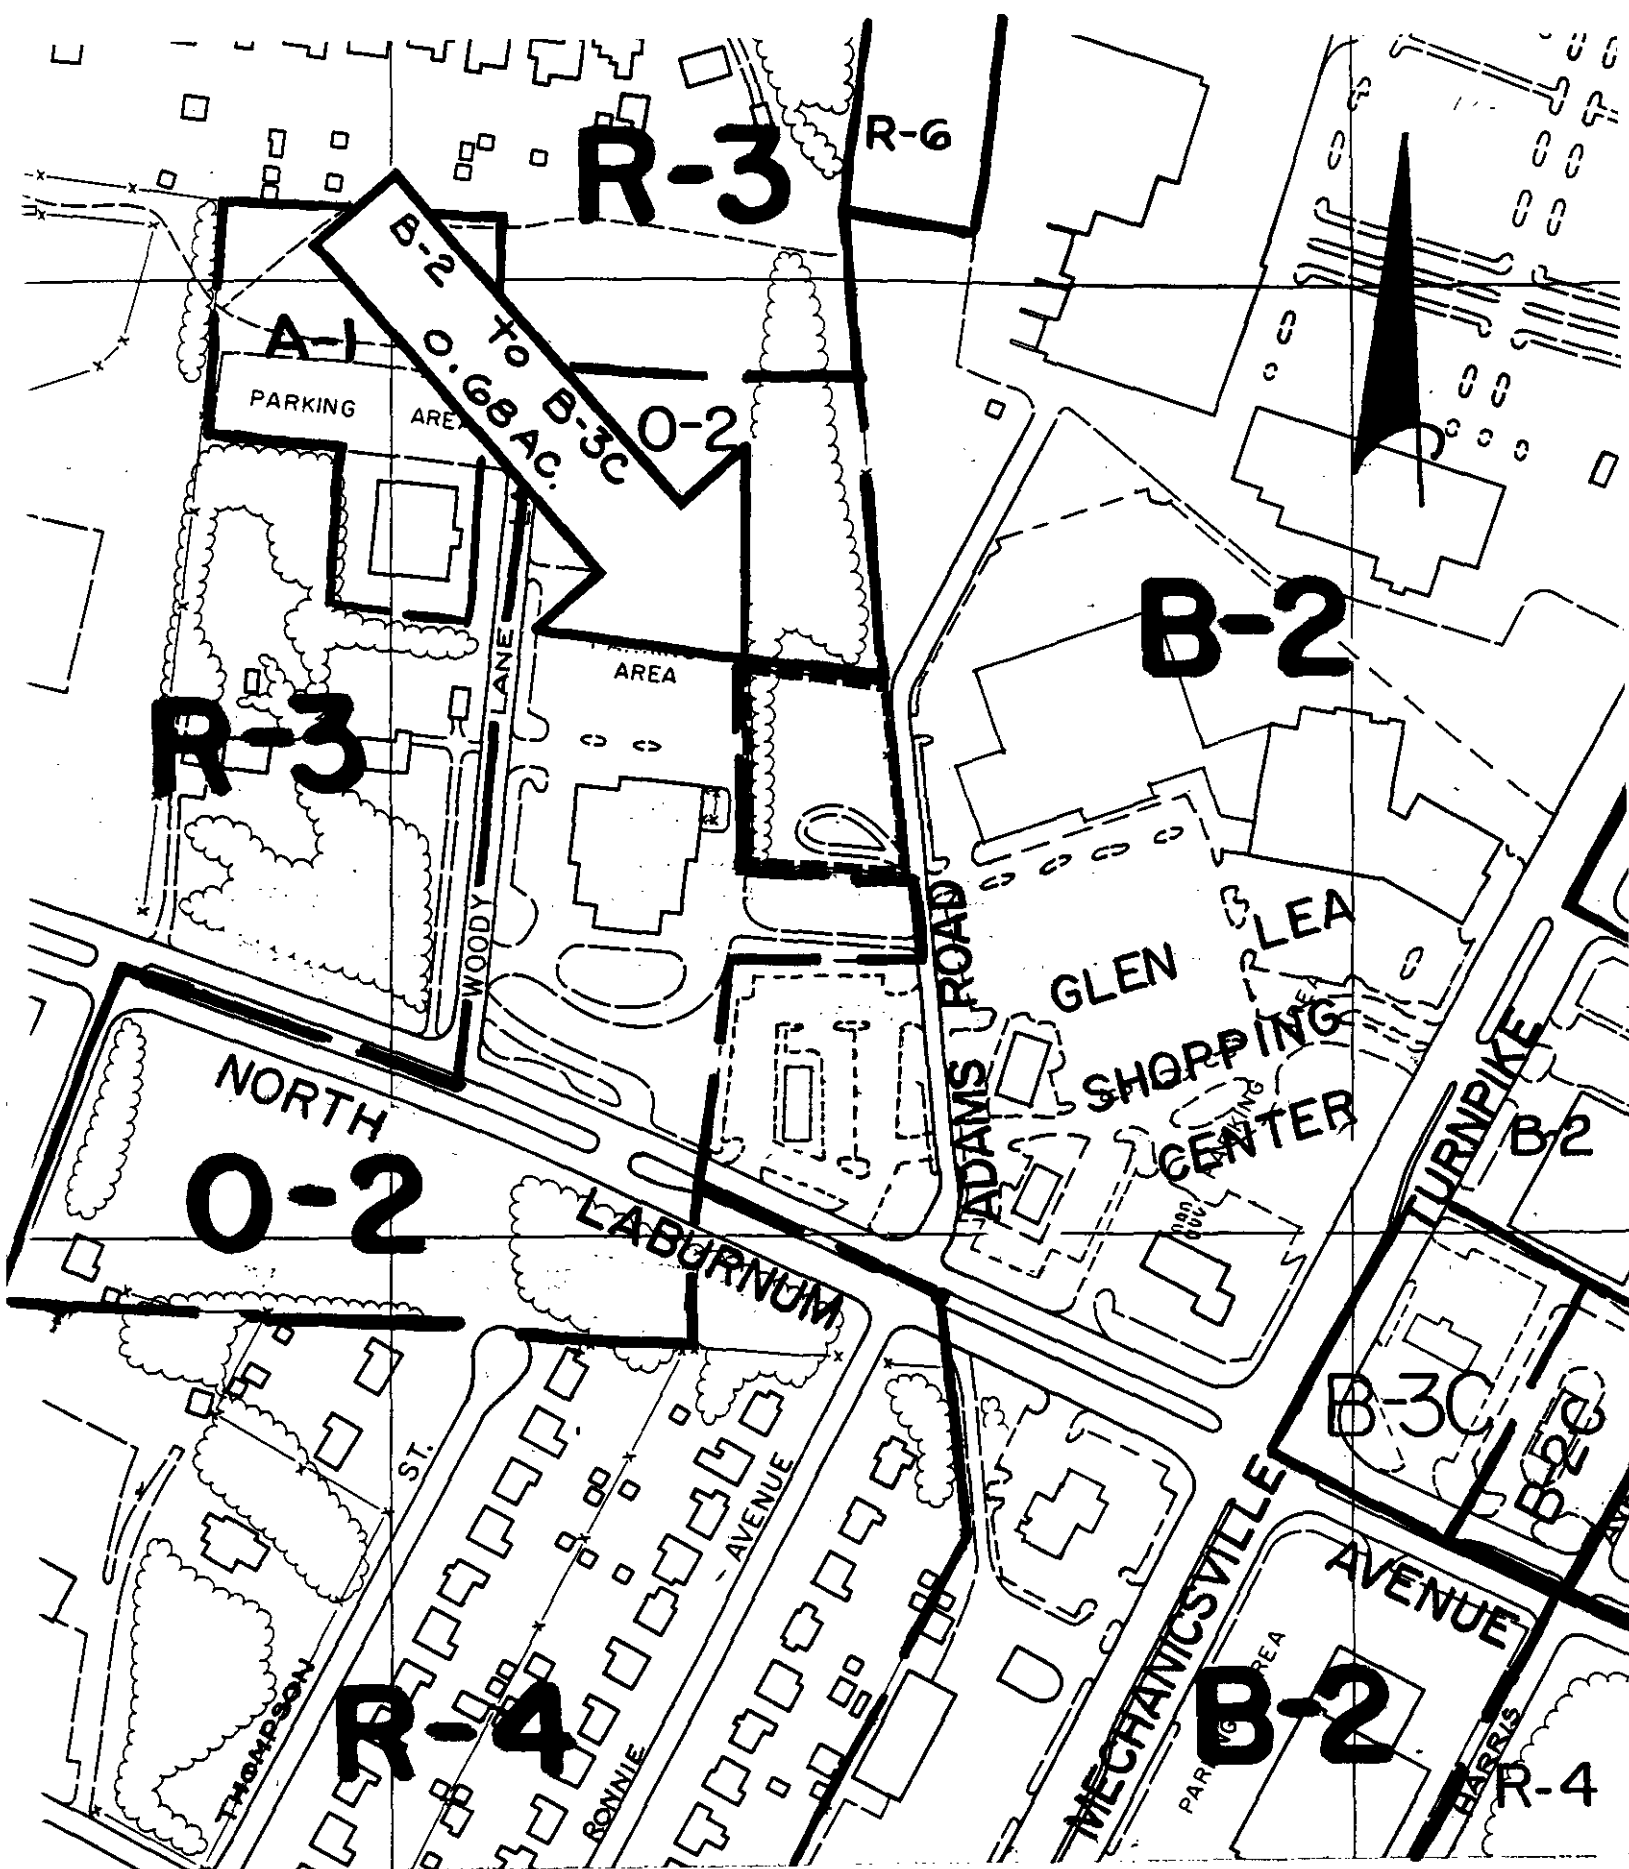 R-3
R-6
B-2 to B-3C
0.68 AC.
A-1
PARKING AREA
O-2
B-2
LANE
AREA
R-3
WOODY
ADAMS ROAD
GLEN LEA
SHOPPING
CENTER
NORTH
LABURNUM
AVENUE
O-2
MECHANICSVILLE
TURNPIKE
B-2
B-3C
B-2C
ST.
THOMPSON
AVENUE
RONNIE
R-4
B-2
HARRIS
R-4